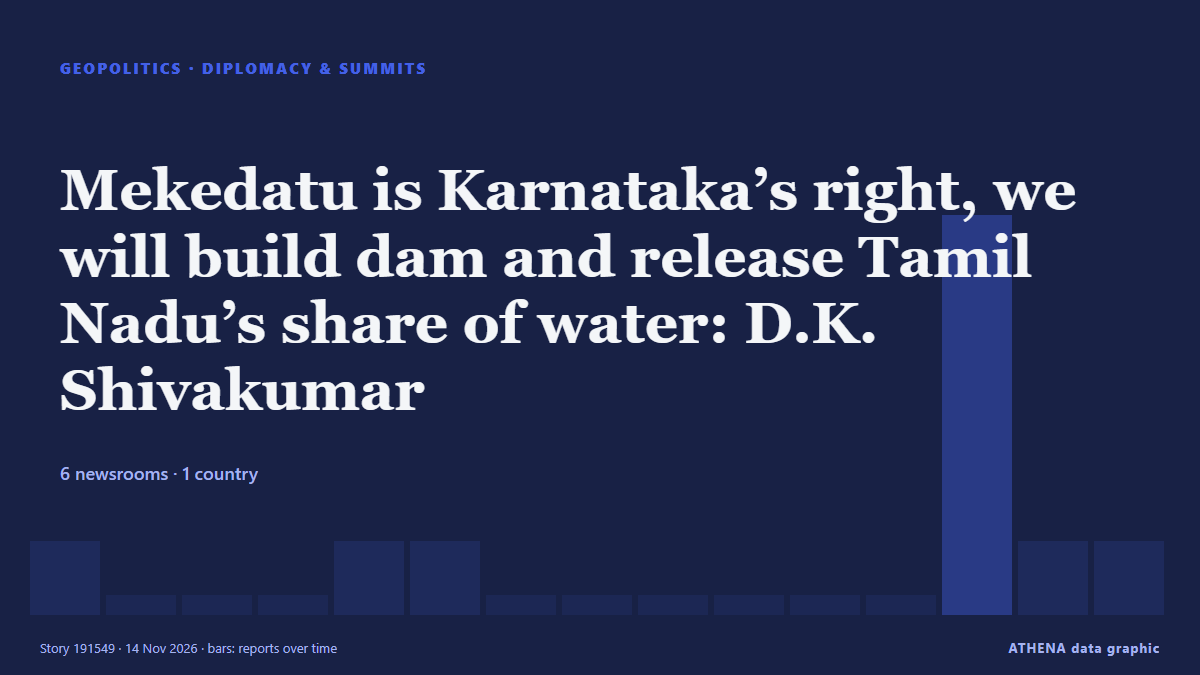 GEOPOLITICS · DIPLOMACY & SUMMITS
Mekedatu is Karnataka’s right, we
will build dam and release Tamil
Nadu’s share of water: D.K.
Shivakumar
6 newsrooms · 1 country
Story 191549 · 14 Nov 2026 · bars: reports over time
ATHENA data graphic